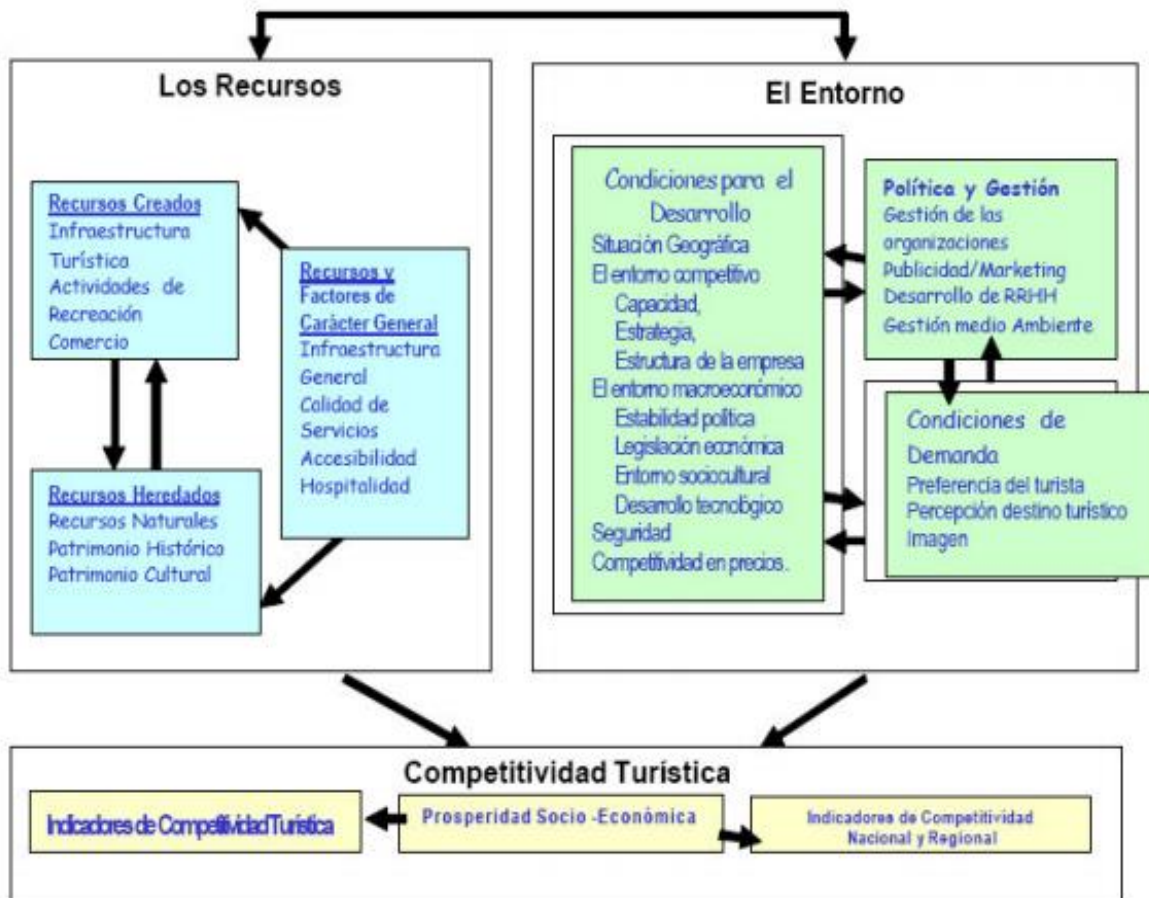 Los Recursos
Recursos Creados
Infraestructura
Turística
Actividades de
Recreación
Comercio
Recursos y
Factores de
Carácter General
Infraestructura
General
Calidad de
Servicios
Accesibilidad
Hospitalidad
Recursos Heredados
Recursos Naturales
Patrimonio Histórico
Patrimonio Cultural
El Entorno
Condiciones para el
Desarrollo
Situación Geográfica
El entorno competitivo
Capacidad,
Estrategia,
Estructura de la empresa
El entorno macroeconómico
Estabilidad política
Legislación económica
Entorno sociocultural
Desarrollo tecnológico
Seguridad
Competitividad en precios.
Política y Gestión
Gestión de las
organizaciones
Publicidad/Marketing
Desarrollo de RRHH
Gestión medio Ambiente
Condiciones de
Demanda
Preferencia del turista
Percepción destino turístico
Imagen
Competitividad Turística
Indicadores de Competitividad Turística
Prosperidad Socio -Económica
Indicadores de Competitividad
Nacional y Regional